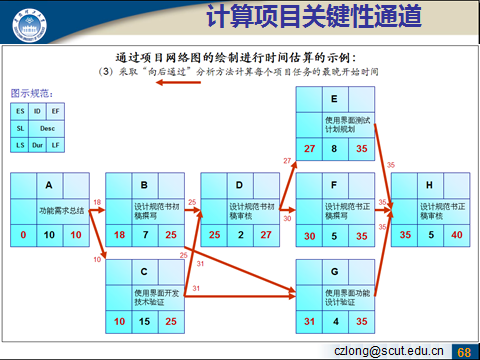 计算项目关键性通道
通过项目网络图的绘制进行时间估算的示例：
（3）采取“向后通过”分析方法计算每个项目任务的最晚开始时间
图示规范：
ES ID EF
SL Desc
LS Dur LF
E
使用界面测试
计划规划
27 8 35
A
功能需求总结
0 10 10
B
设计规范书初
稿撰写
18 7 25
D
设计规范书初
稿审核
25 2 27
F
设计规范书正
稿撰写
30 5 35
H
设计规范书正
稿审核
35 5 40
C
使用界面开发
技术验证
10 15 25
G
使用界面功能
设计验证
31 4 35
18
10
25
25
31
31
27
30
35
35
35
czlong@scut.edu.cn
68